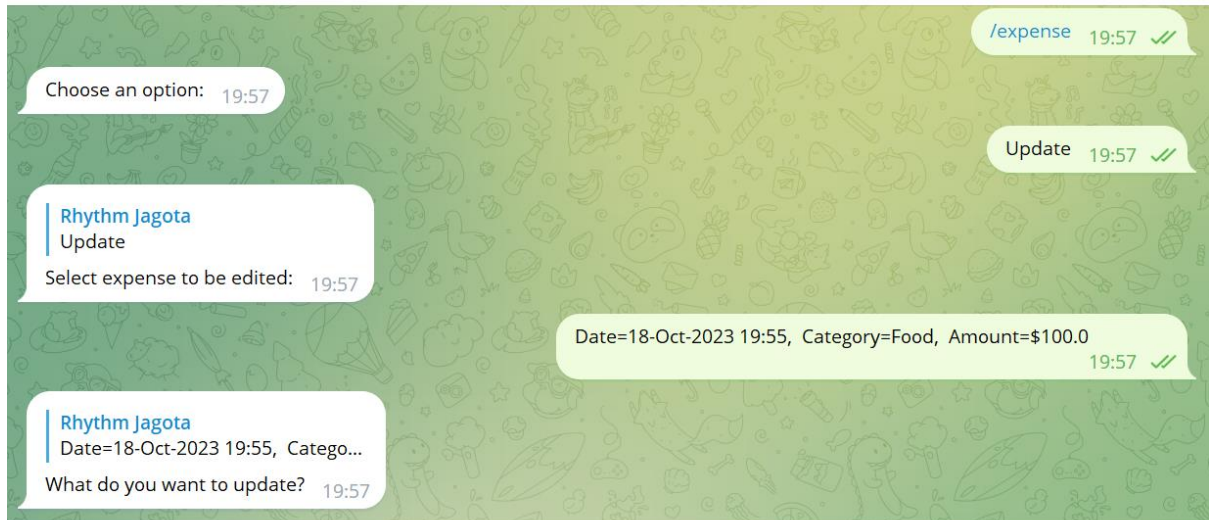 /expense 19:57
Choose an option: 19:57
Update 19:57
Rhythm Jagota
Update
Select expense to be edited: 19:57
Date=18-Oct-2023 19:55, Category=Food, Amount=$100.0
19:57
Rhythm Jagota
Date=18-Oct-2023 19:55, Catego...
What do you want to update? 19:57